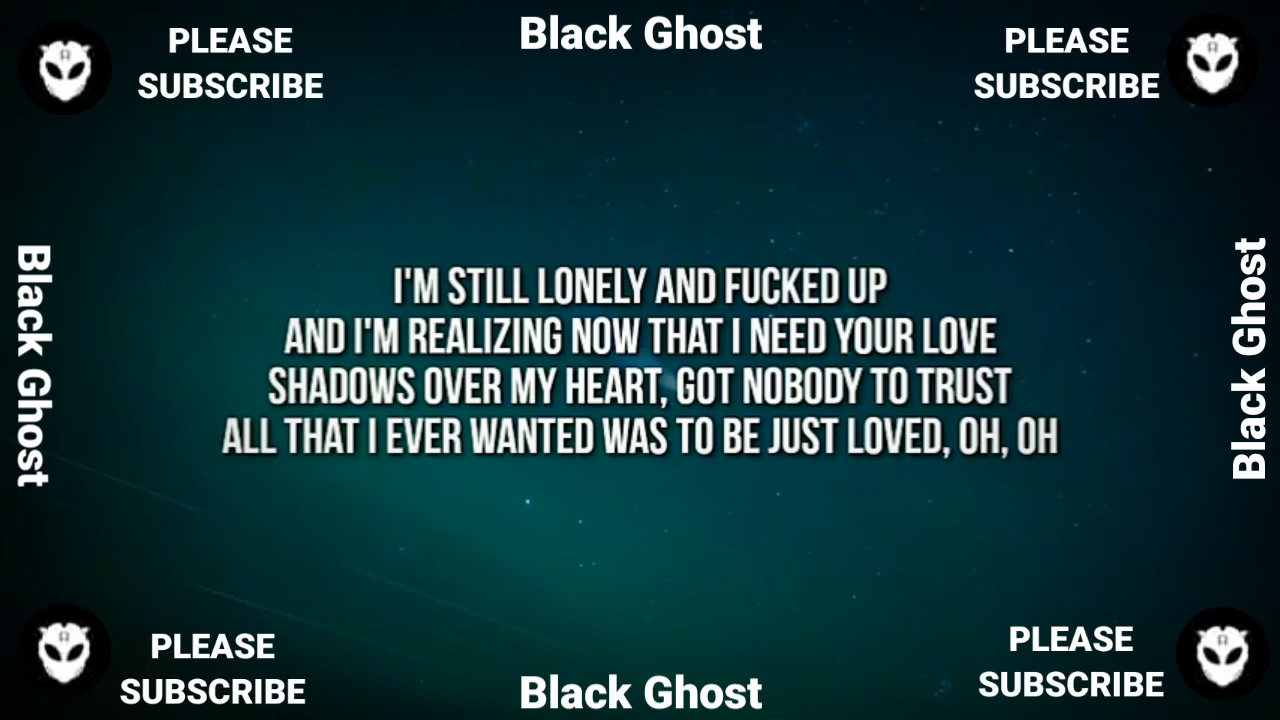 Black Ghost
PLEASE
SUBSCRIBE
PLEASE
SUBSCRIBE
Black Ghost
Black Ghost
I'M STILL LONELY AND FUCKED UP
AND I'M REALIZING NOW THAT I NEED YOUR LOVE
SHADOWS OVER MY HEART, GOT NOBODY TO TRUST
ALL THAT I EVER WANTED WAS TO BE JUST LOVED, OH, OH
PLEASE
SUBSCRIBE
PLEASE
SUBSCRIBE
Black Ghost